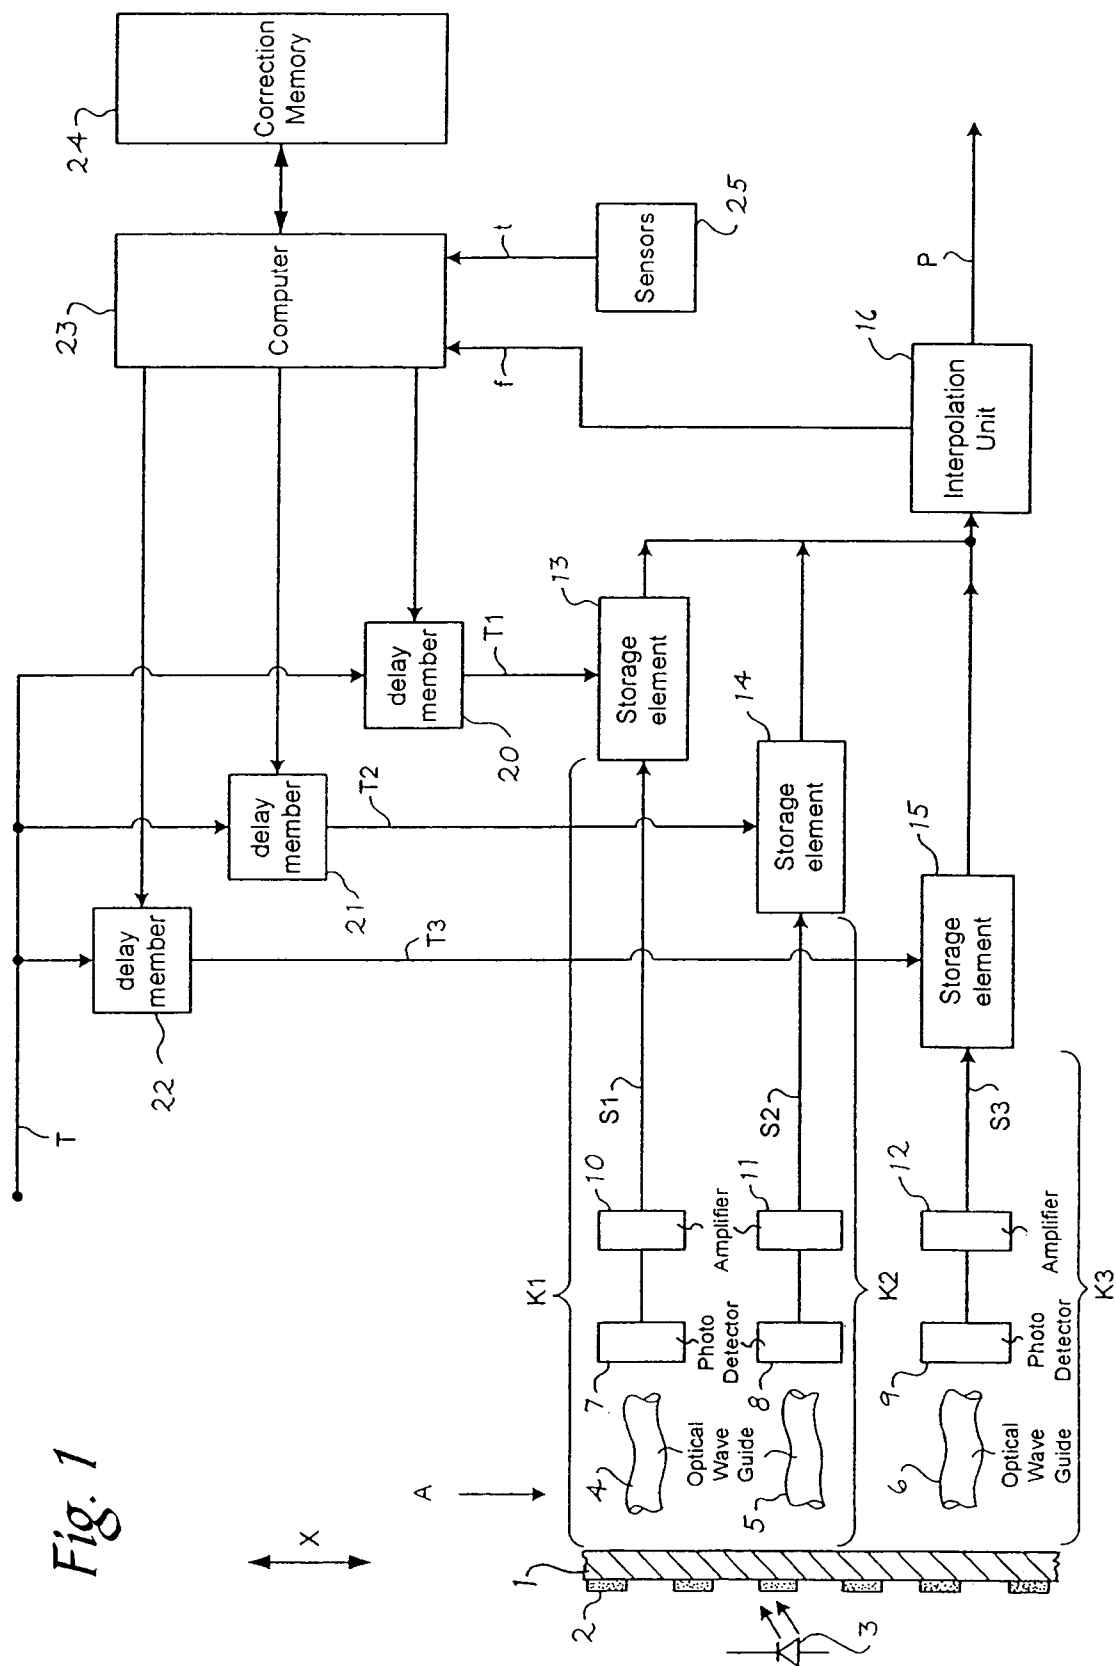 Fig. 1
X
A
T
24
Correction
Memory
23
Computer
25
Sensors
t
f
22
delay
member
21
delay
member
20
delay
member
T3
T2
T1
13
Storage
element
14
Storage
element
15
Storage
element
16
Interpolation
Unit
P
K1
K2
K3
S1
S2
S3
10
Amplifier
11
12
Amplifier
7
Photo
Detector
8
9
Photo
Detector
4
Optical
Wave
Guide
5
6
Optical
Wave
Guide
1
2
3